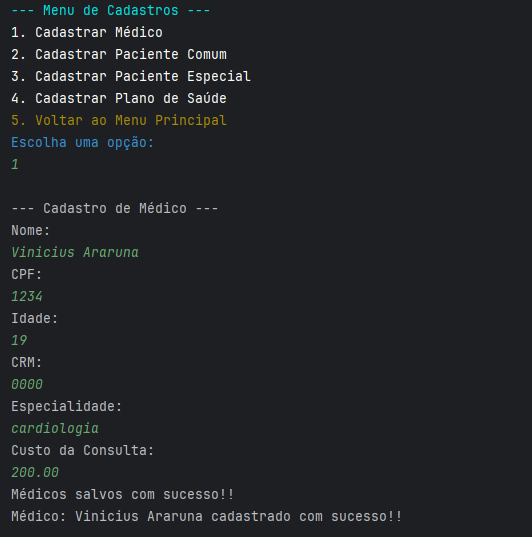 --- Menu de Cadastros ---
1. Cadastrar Médico
2. Cadastrar Paciente Comum
3. Cadastrar Paciente Especial
4. Cadastrar Plano de Saúde
5. Voltar ao Menu Principal
Escolha uma opção:
1
--- Cadastro de Médico ---
Nome:
Vinicius Araruna
CPF:
1234
Idade:
19
CRM:
0000
Especialidade:
cardiologia
Custo da Consulta:
200.00
Médicos salvos com sucesso!!
Médico: Vinicius Araruna cadastrado com sucesso!!